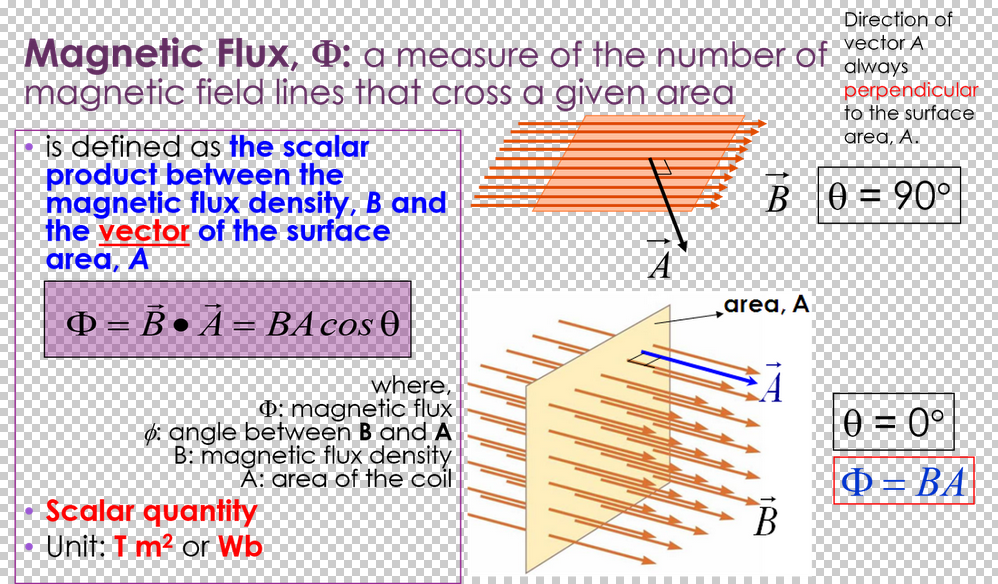 Magnetic Flux, Φ: a measure of the number of
magnetic field lines that cross a given area
Direction of
vector A
always
perpendicular
to the surface
area, A.
• is defined as the scalar
product between the
magnetic flux density, B and
the vector of the surface
area, A
Φ = B⃗ • A⃗ = BA cos θ
where,
Φ: magnetic flux
ϕ: angle between B and A
B: magnetic flux density
A: area of the coil
• Scalar quantity
• Unit: T m² or Wb
B⃗
A⃗
θ = 90°
area, A
A⃗
B⃗
θ = 0°
Φ = BA